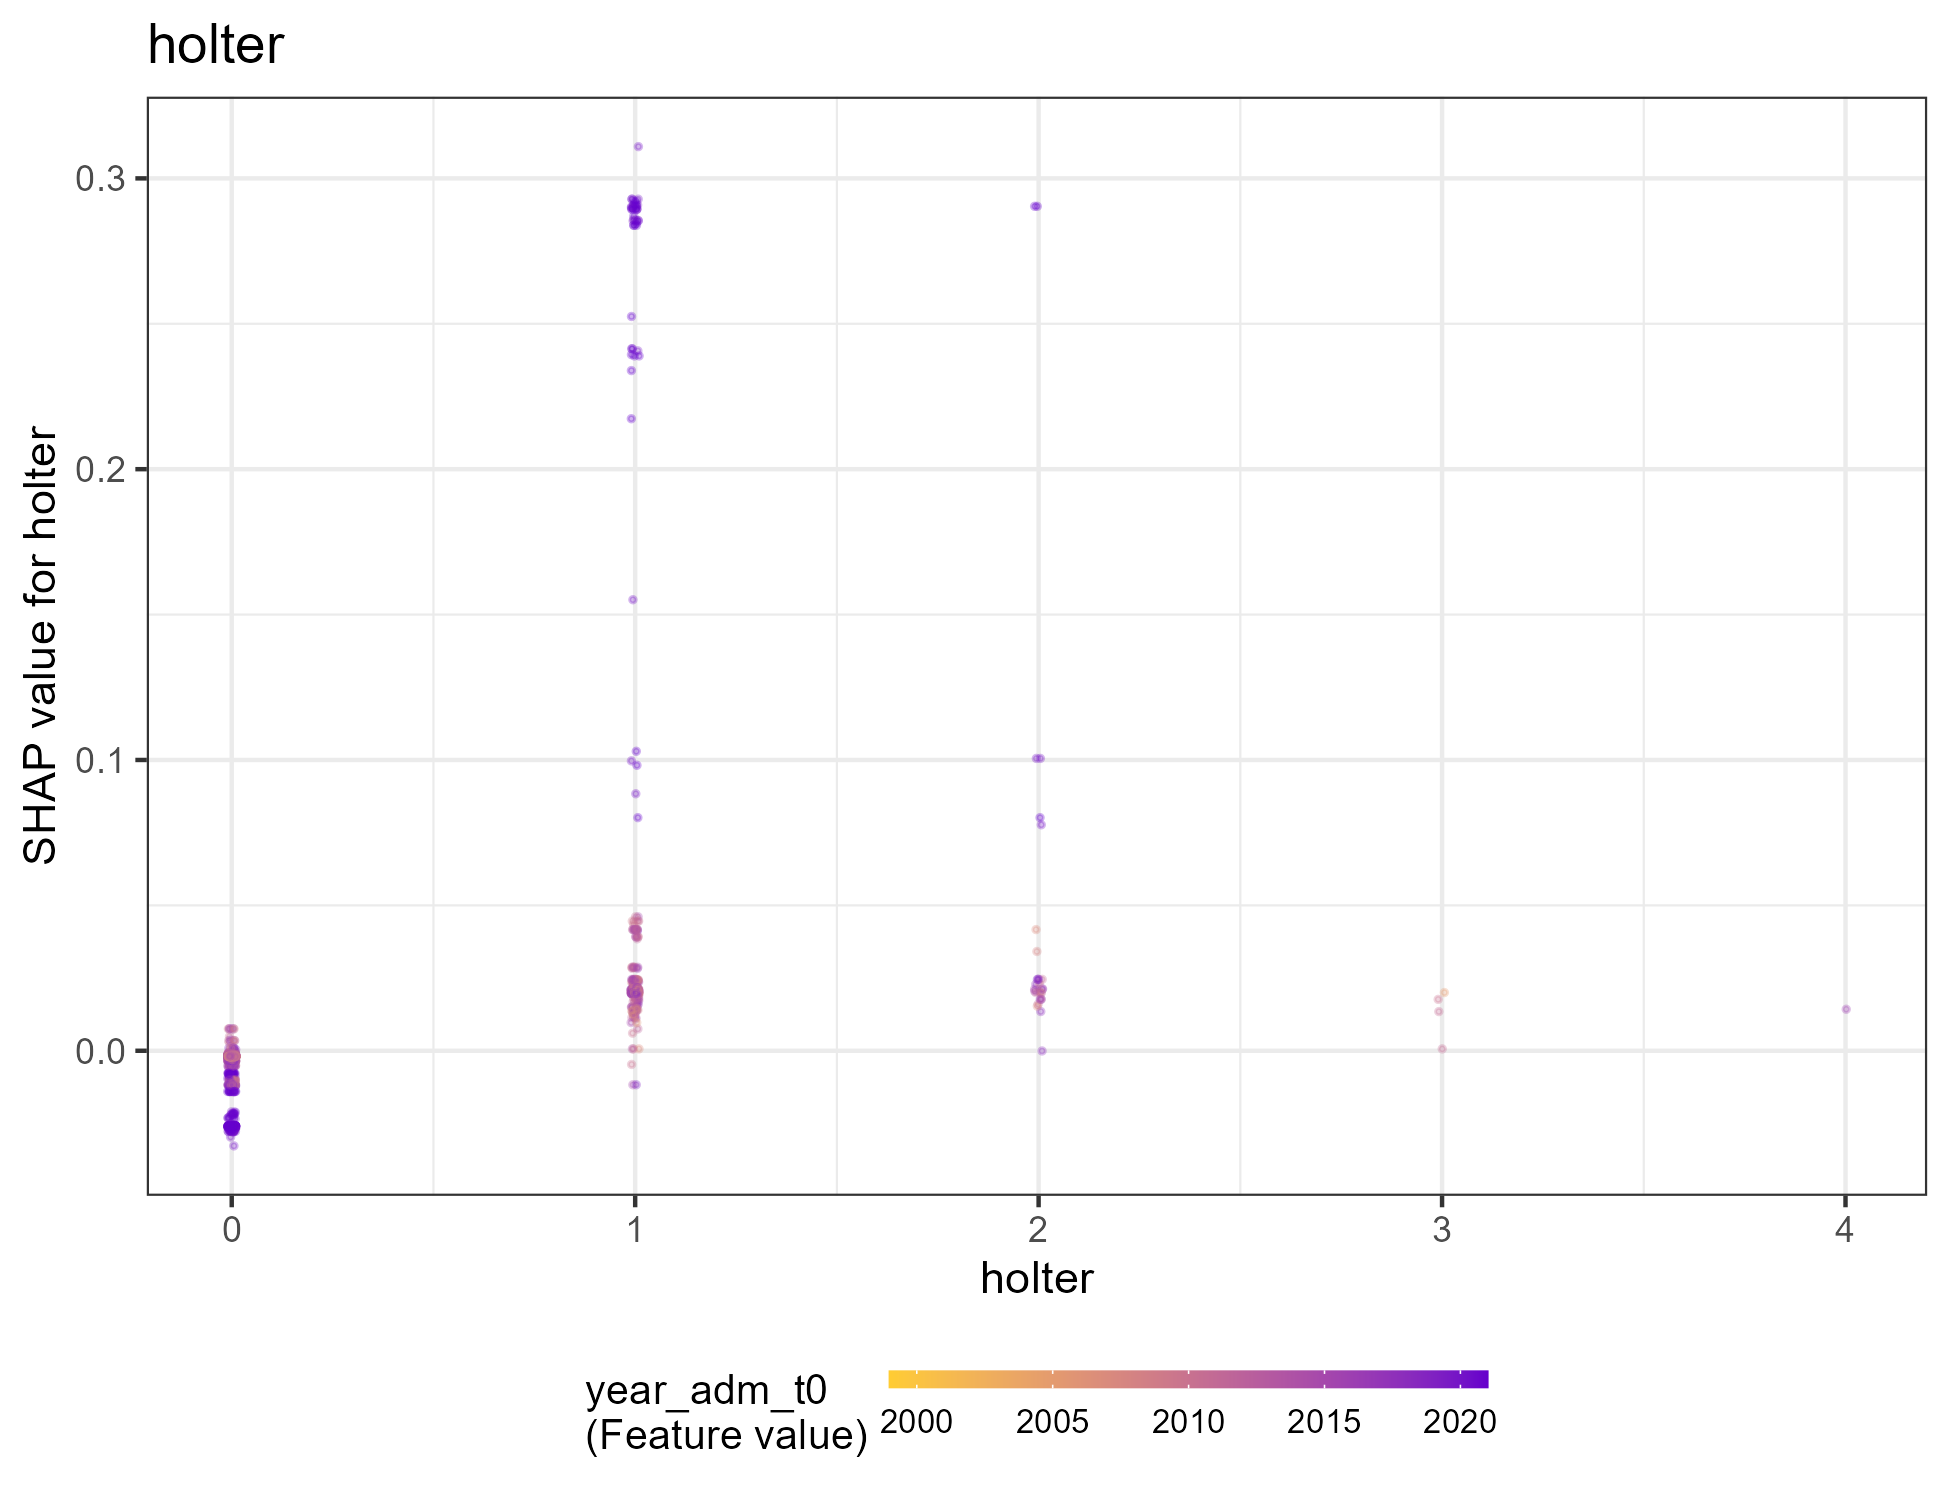 holter
0.3
0.2
0.1
0.0
SHAP value for holter
0 1 2 3 4
holter
year_adm_t0
(Feature value)
2000 2005 2010 2015 2020